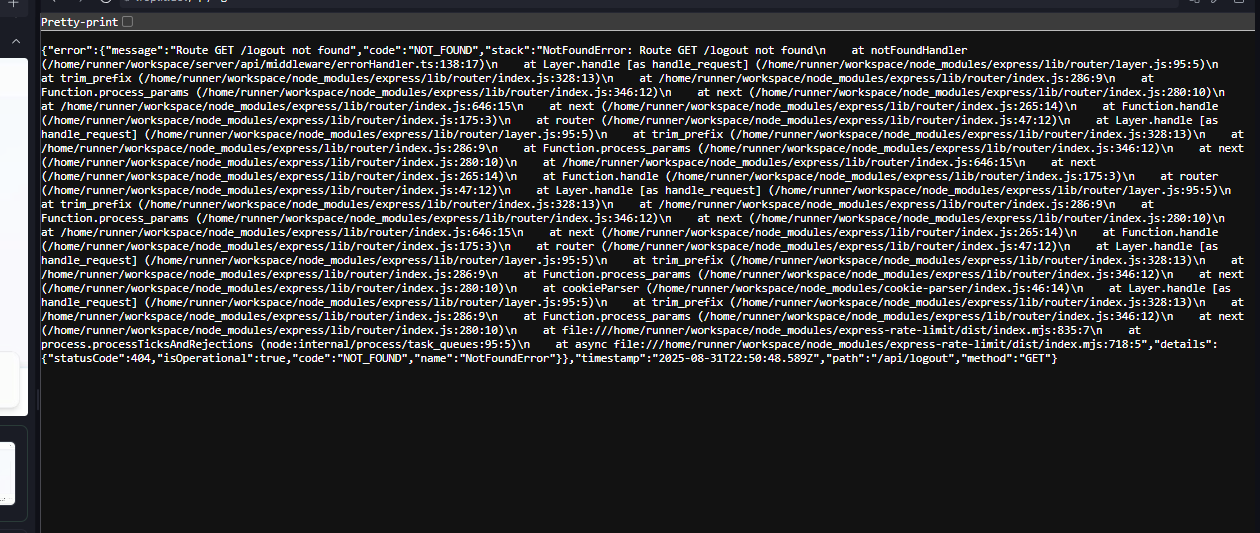 Pretty-print
{"error":{"message":"Route GET /logout not found","code":"NOT_FOUND","stack":"NotFoundError: Route GET /logout not found\n    at notFoundHandler
(/home/runner/workspace/server/api/middleware/errorHandler.ts:138:17)\n    at Layer.handle [as handle_request] (/home/runner/workspace/node_modules/express/lib/router/layer.js:95:5)\n
at trim_prefix (/home/runner/workspace/node_modules/express/lib/router/index.js:328:13)\n    at /home/runner/workspace/node_modules/express/lib/router/index.js:286:9\n    at
Function.process_params (/home/runner/workspace/node_modules/express/lib/router/index.js:346:12)\n    at next (/home/runner/workspace/node_modules/express/lib/router/index.js:280:10)\n
at /home/runner/workspace/node_modules/express/lib/router/index.js:646:15\n    at next (/home/runner/workspace/node_modules/express/lib/router/index.js:265:14)\n    at Function.handle
(/home/runner/workspace/node_modules/express/lib/router/index.js:175:3)\n    at router (/home/runner/workspace/node_modules/express/lib/router/index.js:47:12)\n    at Layer.handle [as
handle_request] (/home/runner/workspace/node_modules/express/lib/router/layer.js:95:5)\n    at trim_prefix (/home/runner/workspace/node_modules/express/lib/router/index.js:328:13)\n    at
/home/runner/workspace/node_modules/express/lib/router/index.js:286:9\n    at Function.process_params (/home/runner/workspace/node_modules/express/lib/router/index.js:346:12)\n    at next
(/home/runner/workspace/node_modules/express/lib/router/index.js:280:10)\n    at /home/runner/workspace/node_modules/express/lib/router/index.js:646:15\n    at next
(/home/runner/workspace/node_modules/express/lib/router/index.js:265:14)\n    at Function.handle (/home/runner/workspace/node_modules/express/lib/router/index.js:175:3)\n    at router
(/home/runner/workspace/node_modules/express/lib/router/index.js:47:12)\n    at Layer.handle [as handle_request] (/home/runner/workspace/node_modules/express/lib/router/layer.js:95:5)\n
at trim_prefix (/home/runner/workspace/node_modules/express/lib/router/index.js:328:13)\n    at /home/runner/workspace/node_modules/express/lib/router/index.js:286:9\n    at
Function.process_params (/home/runner/workspace/node_modules/express/lib/router/index.js:346:12)\n    at next (/home/runner/workspace/node_modules/express/lib/router/index.js:280:10)\n
at /home/runner/workspace/node_modules/express/lib/router/index.js:646:15\n    at next (/home/runner/workspace/node_modules/express/lib/router/index.js:265:14)\n    at Function.handle
(/home/runner/workspace/node_modules/express/lib/router/index.js:175:3)\n    at router (/home/runner/workspace/node_modules/express/lib/router/index.js:47:12)\n    at Layer.handle [as
handle_request] (/home/runner/workspace/node_modules/express/lib/router/layer.js:95:5)\n    at trim_prefix (/home/runner/workspace/node_modules/express/lib/router/index.js:328:13)\n    at
/home/runner/workspace/node_modules/express/lib/router/index.js:286:9\n    at Function.process_params (/home/runner/workspace/node_modules/express/lib/router/index.js:346:12)\n    at next
(/home/runner/workspace/node_modules/express/lib/router/index.js:280:10)\n    at cookieParser (/home/runner/workspace/node_modules/cookie-parser/index.js:46:14)\n    at Layer.handle [as
handle_request] (/home/runner/workspace/node_modules/express/lib/router/layer.js:95:5)\n    at trim_prefix (/home/runner/workspace/node_modules/express/lib/router/index.js:328:13)\n    at
/home/runner/workspace/node_modules/express/lib/router/index.js:286:9\n    at Function.process_params (/home/runner/workspace/node_modules/express/lib/router/index.js:346:12)\n    at next
(/home/runner/workspace/node_modules/express/lib/router/index.js:280:10)\n    at file:///home/runner/workspace/node_modules/express-rate-limit/dist/index.mjs:835:7\n    at
process.processTicksAndRejections (node:internal/process/task_queues:95:5)\n    at async file:///home/runner/workspace/node_modules/express-rate-limit/dist/index.mjs:718:5","details":
{"statusCode":404,"isOperational":true,"code":"NOT_FOUND","name":"NotFoundError"}},"timestamp":"2025-08-31T22:50:48.589Z","path":"/api/logout","method":"GET"}